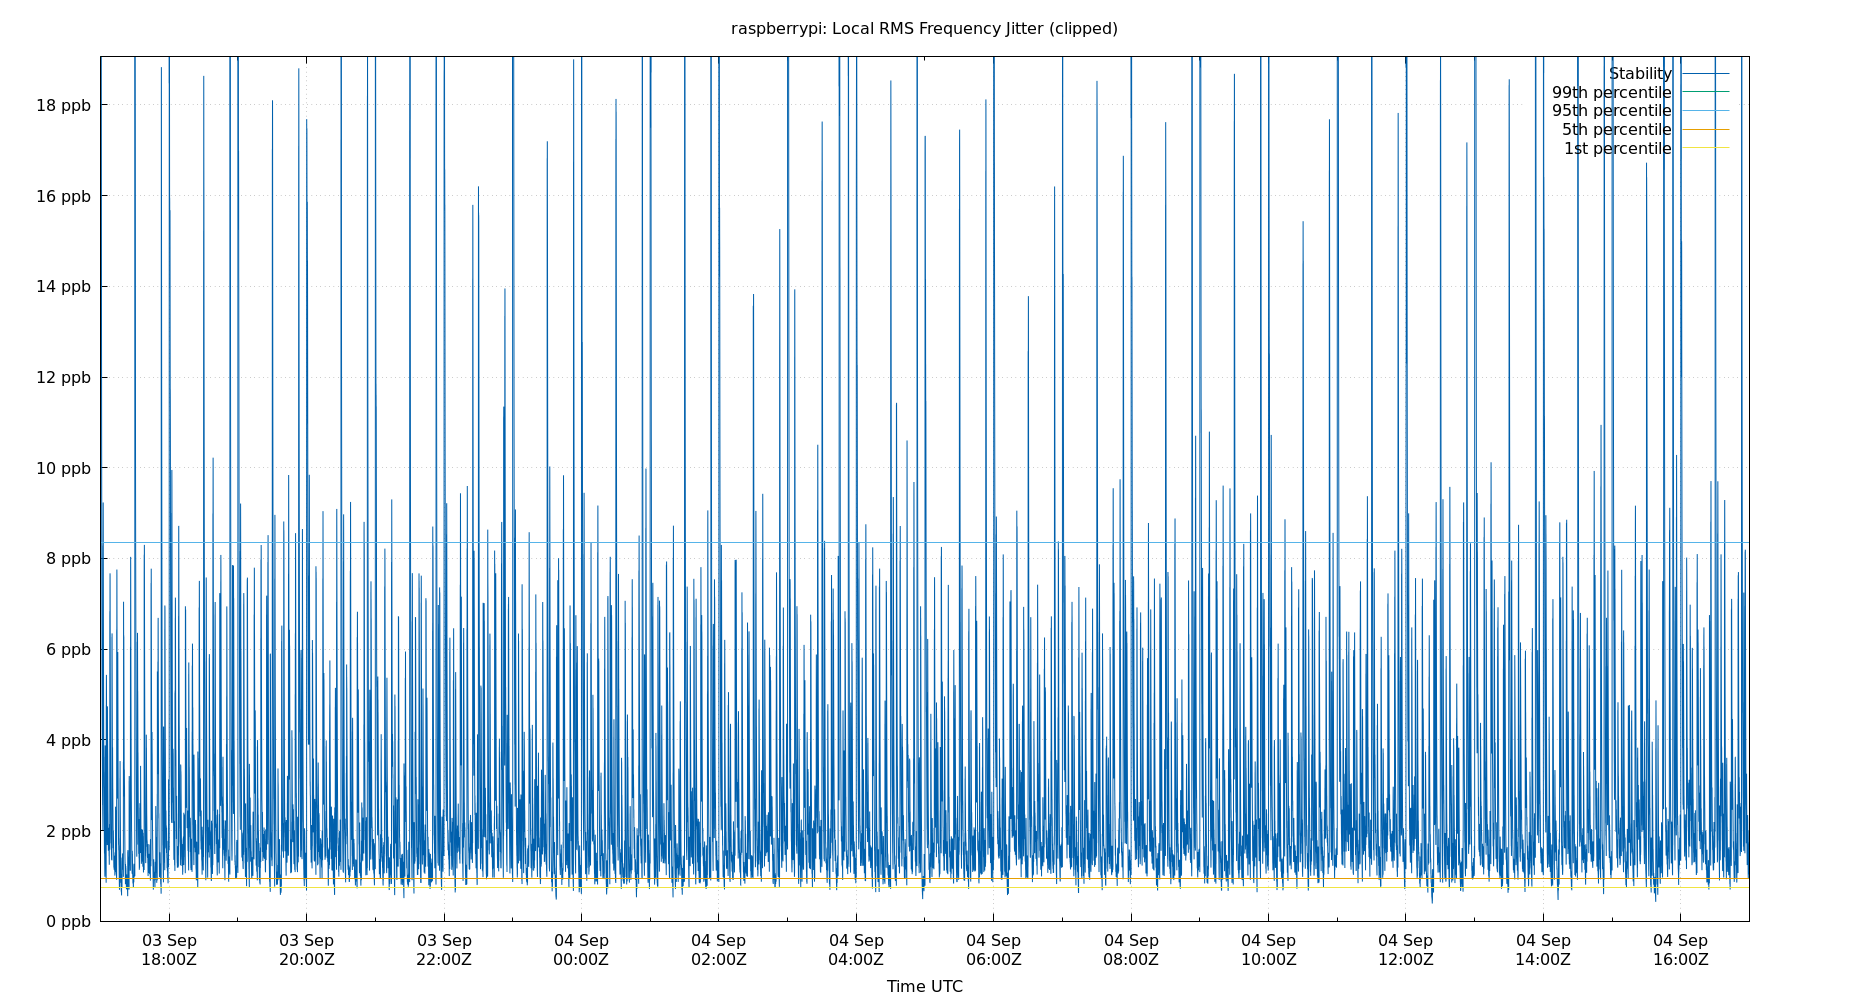 raspberrypi: Local RMS Frequency Jitter (clipped)
Stability
99th percentile
95th percentile
5th percentile
1st percentile
18 ppb
16 ppb
14 ppb
12 ppb
10 ppb
8 ppb
6 ppb
4 ppb
2 ppb
0 ppb
03 Sep 03 Sep 03 Sep 04 Sep 04 Sep 04 Sep 04 Sep 04 Sep 04 Sep 04 Sep 04 Sep 04 Sep
18:00Z 20:00Z 22:00Z 00:00Z 02:00Z 04:00Z 06:00Z 08:00Z 10:00Z 12:00Z 14:00Z 16:00Z
Time UTC